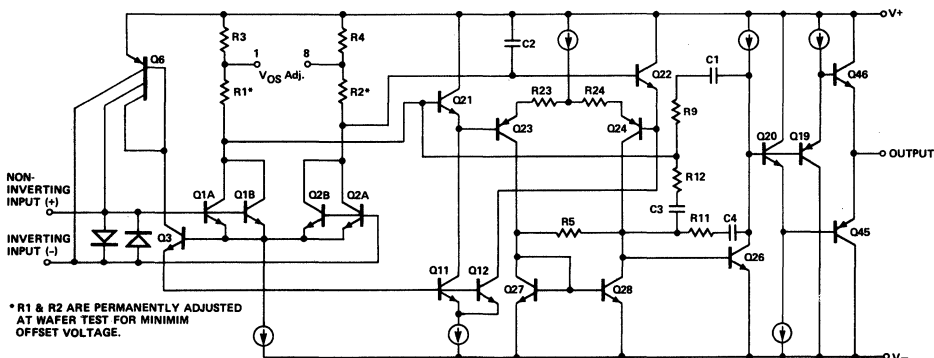 V+
R3
R4
C2
Q6
1
8
VOS Adj.
R1*
R2*
Q21
Q22
C1
Q46
R23
R24
R9
Q23
Q24
Q20
Q19
OUTPUT
NON-
INVERTING
INPUT (+)
Q1A
Q1B
Q2B
Q2A
R12
C3
R5
R11
C4
Q3
INVERTING
INPUT (–)
Q26
Q45
Q11
Q12
Q27
Q28
* R1 & R2 ARE PERMANENTLY ADJUSTED
AT WAFER TEST FOR MINIMIM
OFFSET VOLTAGE.
V–